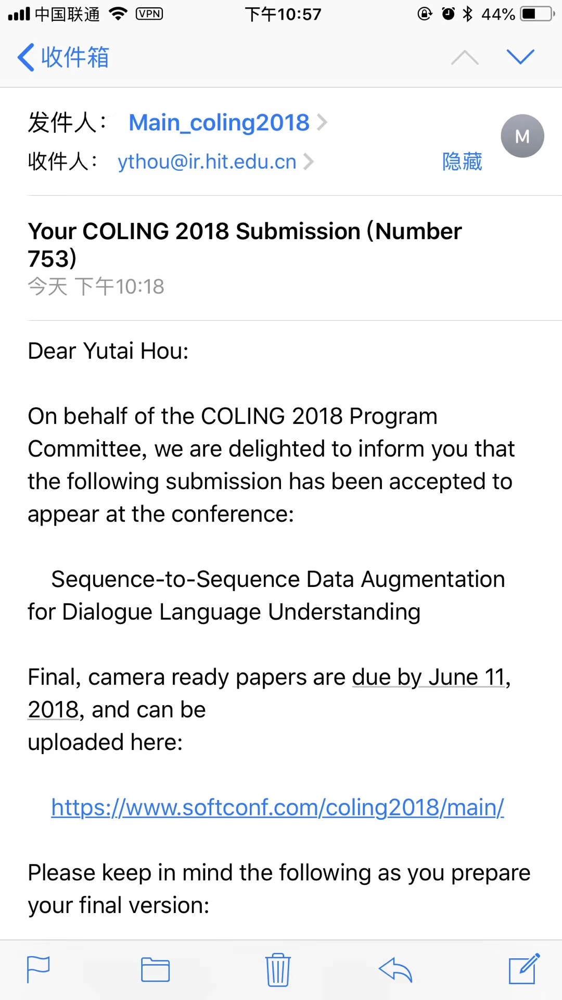 中国联通 VPN 下午10:57 44%
收件箱
发件人： Main_coling2018
M
收件人： ythou@ir.hit.edu.cn 隐藏
Your COLING 2018 Submission (Number
753)
今天 下午10:18
Dear Yutai Hou:
On behalf of the COLING 2018 Program
Committee, we are delighted to inform you that
the following submission has been accepted to
appear at the conference:
Sequence-to-Sequence Data Augmentation
for Dialogue Language Understanding
Final, camera ready papers are due by June 11,
2018, and can be
uploaded here:
https://www.softconf.com/coling2018/main/
Please keep in mind the following as you prepare
your final version: